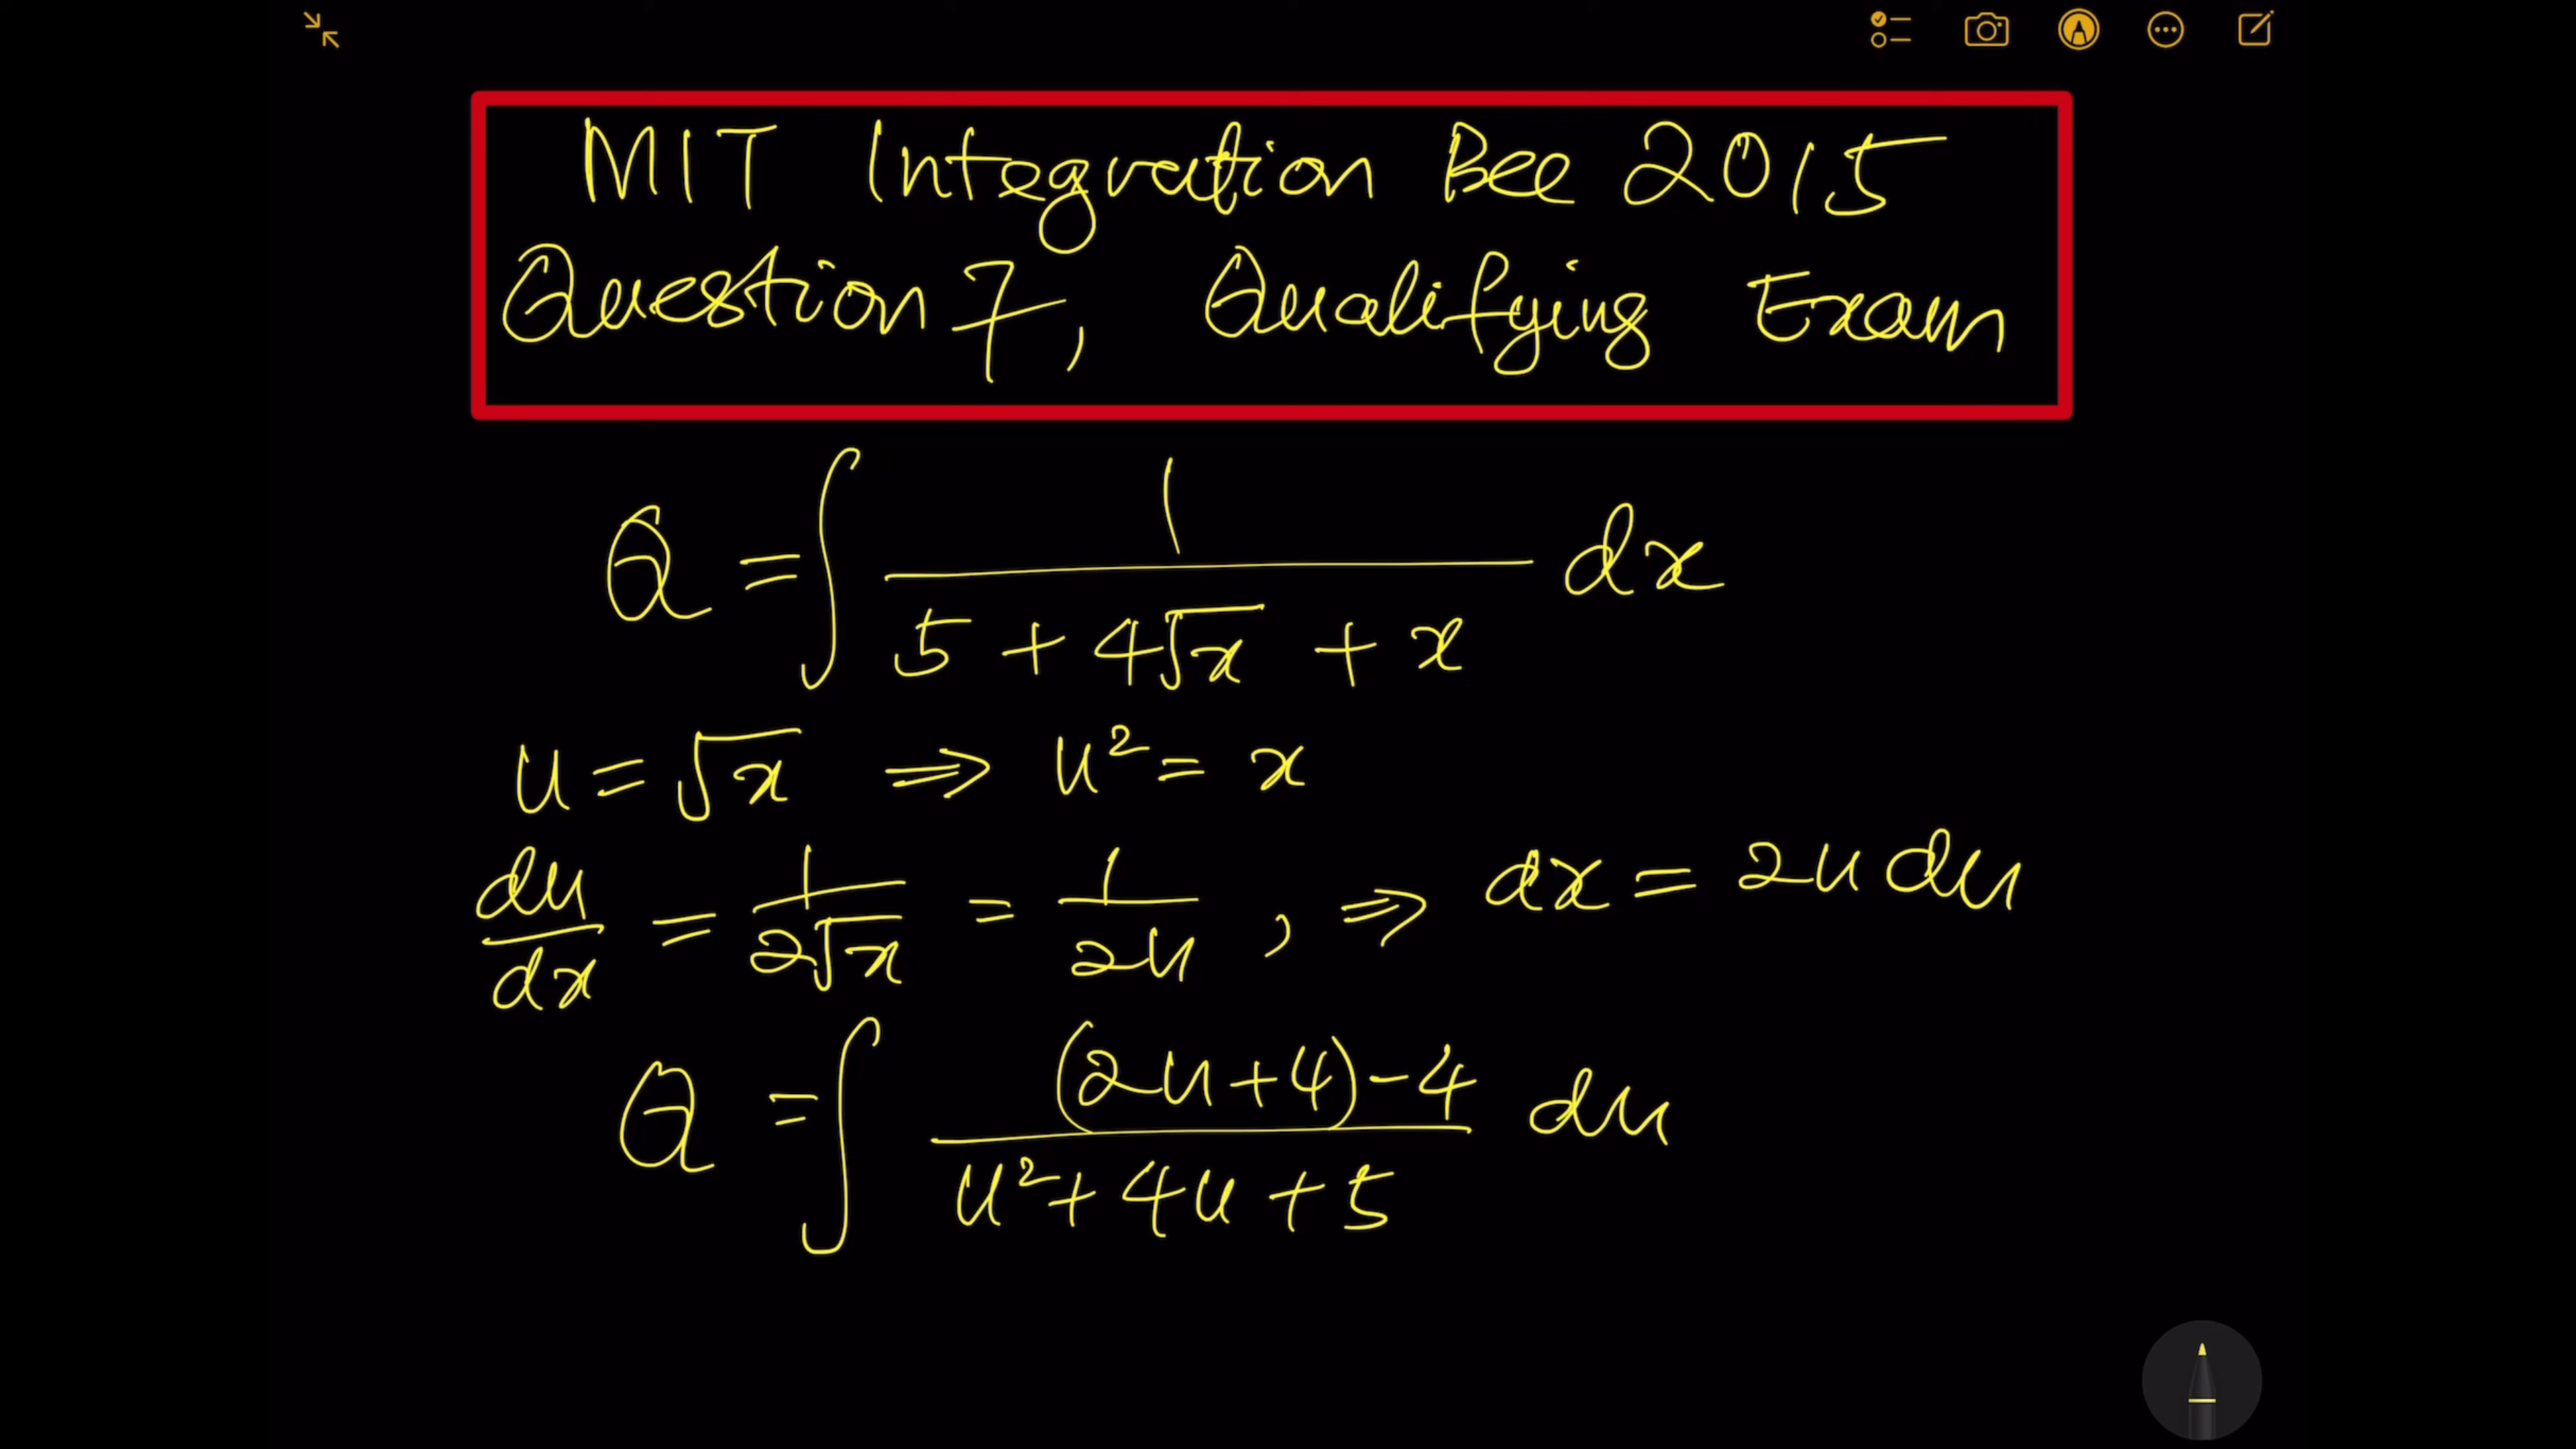 MIT Integration Bee 2015
Question 7, Qualifying Exam
Q = ∫ 1 / (5 + 4√x + x) dx
u = √x ⇒ u² = x
du/dx = 1/(2√x) = 1/(2u), ⇒ dx = 2u du
Q = ∫ ((2u+4)-4) / (u² + 4u + 5) du